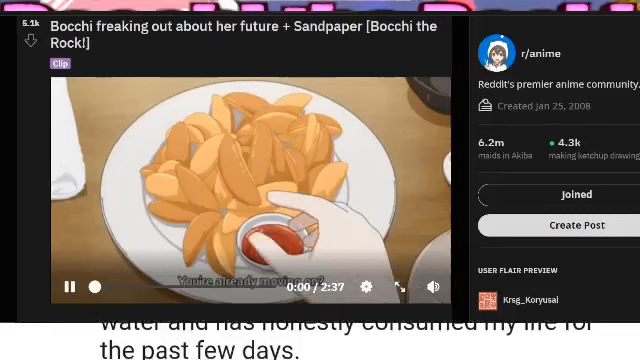 5.1k
Bocchi freaking out about her future + Sandpaper [Bocchi the
Rock!]
Clip
You're already moving on?
0:00 / 2:37
r/anime
Reddit's premier anime community.
Created Jan 25, 2008
6.2m
maids in Akiba
4.3k
making ketchup drawing
Joined
Create Post
USER FLAIR PREVIEW
Krsg_Koryusai
water and has honestly consumed my life for
the past few days.